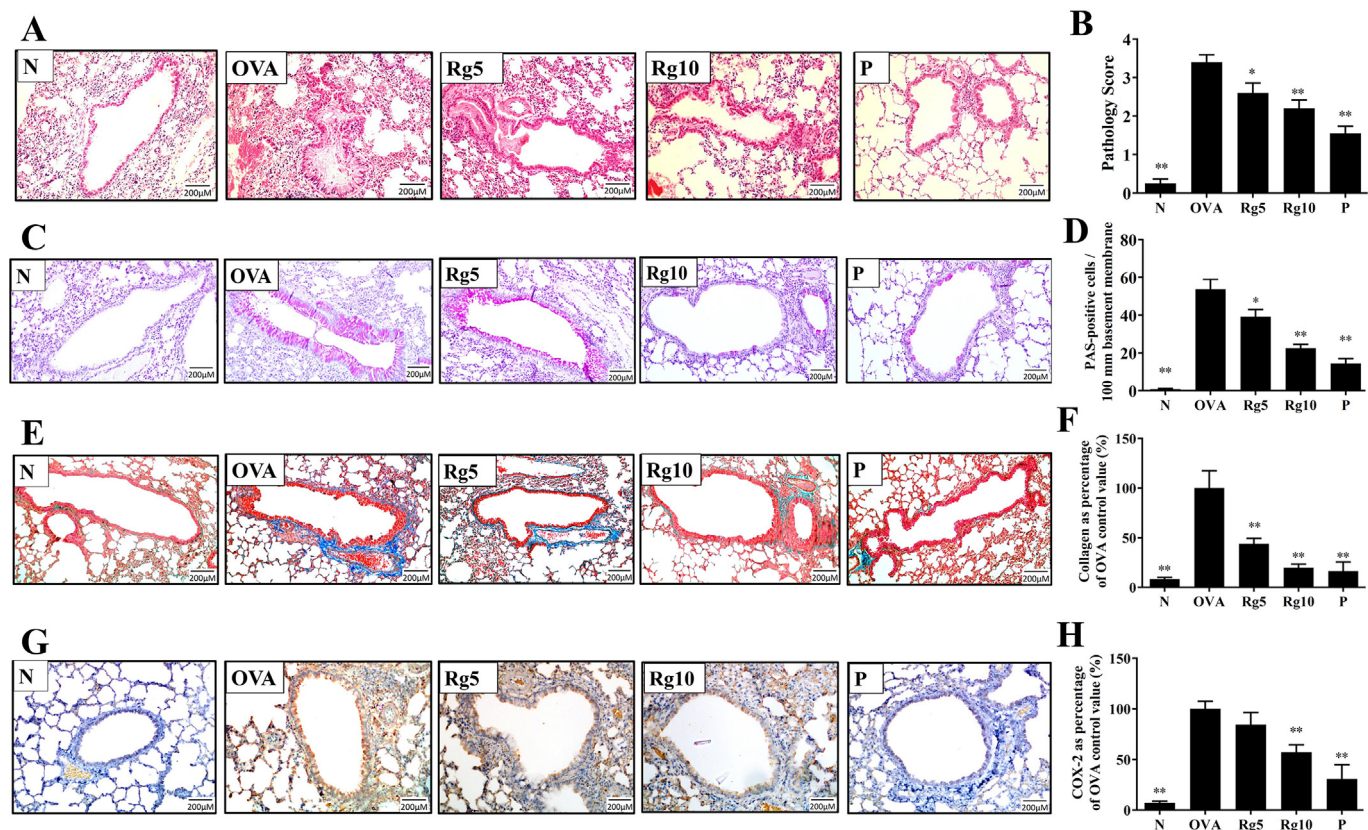 A
N
200μM
OVA
200μM
Rg5
200μM
Rg10
200μM
P
200μM
B
Pathology Score
4
3
2
1
0
**
*
**
**
N OVA Rg5 Rg10 P
C
N
200μM
OVA
200μM
Rg5
200μM
Rg10
200μM
P
200μM
D
PAS-positive cells /
100 mm basement membrane
80
60
40
20
0
**
*
**
**
N OVA Rg5 Rg10 P
E
N
200μM
OVA
200μM
Rg5
200μM
Rg10
200μM
P
200μM
F
Collagen as percentage
of OVA control value (%)
150
100
50
0
**
**
**
**
N OVA Rg5 Rg10 P
G
N
200μM
OVA
200μM
Rg5
200μM
Rg10
200μM
P
200μM
H
COX-2 as percentage
of OVA control value (%)
150
100
50
0
**
**
**
N OVA Rg5 Rg10 P